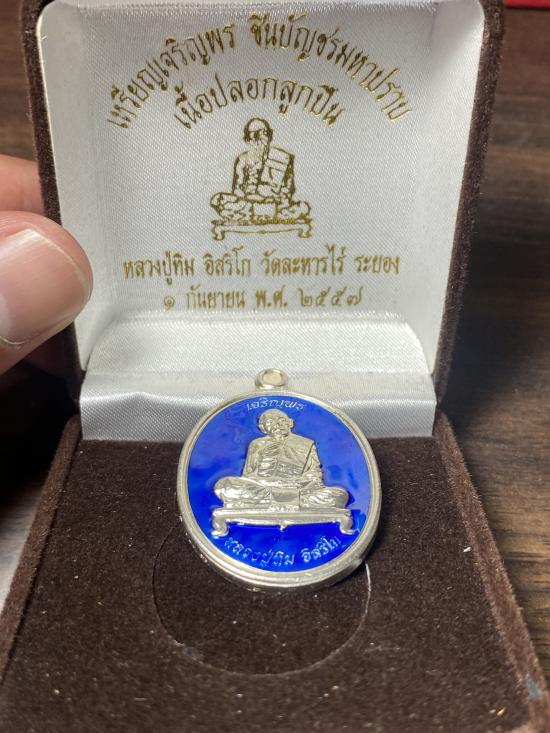 เหรียญเจริญพร ชินบัญชรมหาปราบ
เนื้อปลอกลูกปืน
หลวงปู่ทิม อิสริโก วัดละหารไร่ ระยอง
๑ กันยายน พ.ศ. ๒๕๕๗
เจริญพร
หลวงปู่ทิม อิสริโก